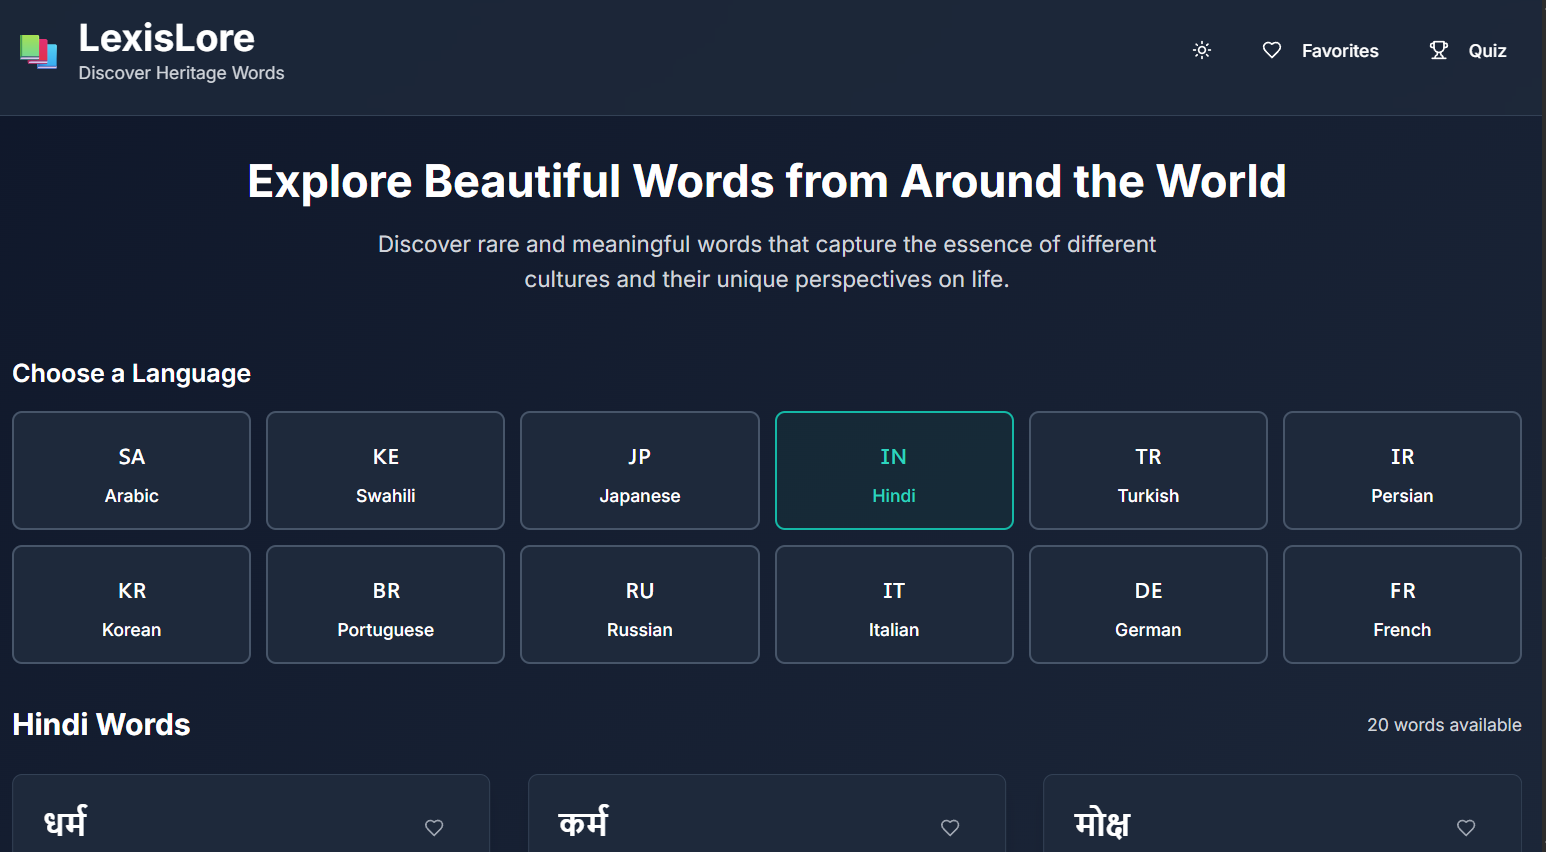 LexisLore
Discover Heritage Words
Favorites
Quiz
Explore Beautiful Words from Around the World
Discover rare and meaningful words that capture the essence of different
cultures and their unique perspectives on life.
Choose a Language
SA
Arabic
KE
Swahili
JP
Japanese
IN
Hindi
TR
Turkish
IR
Persian
KR
Korean
BR
Portuguese
RU
Russian
IT
Italian
DE
German
FR
French
Hindi Words
20 words available
धर्म
कर्म
मोक्ष